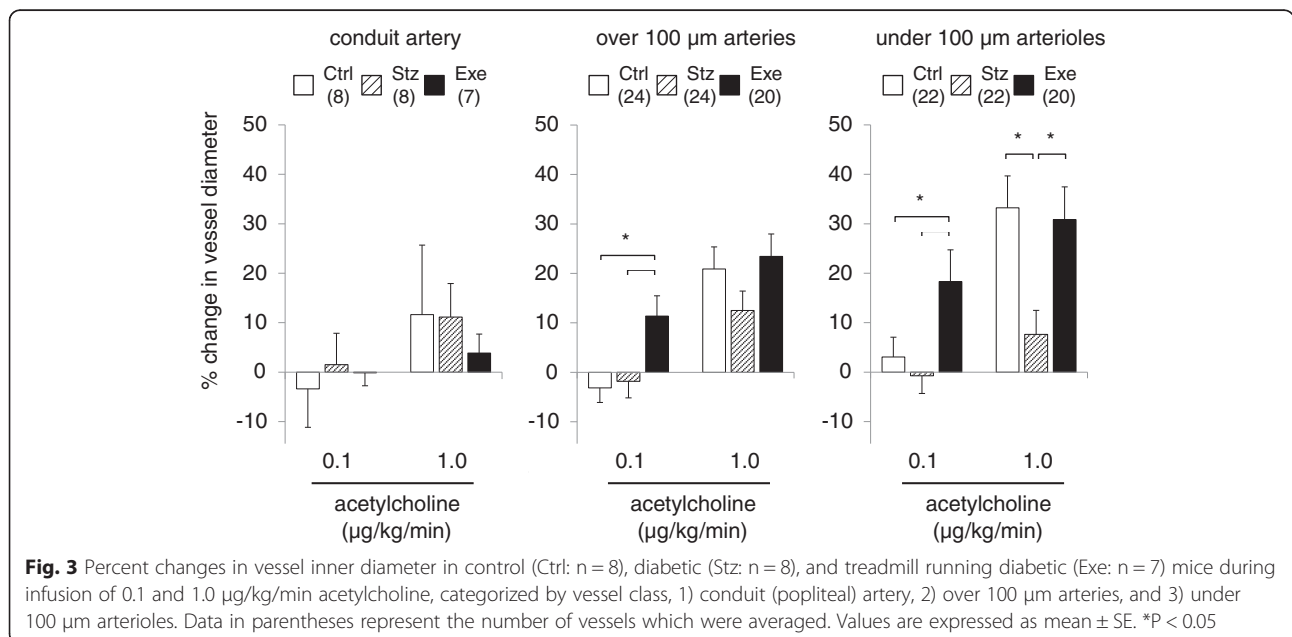 conduit artery
over 100 µm arteries
under 100 µm arterioles
Ctrl (8) Stz (8) Exe (7)
Ctrl (24) Stz (24) Exe (20)
Ctrl (22) Stz (22) Exe (20)
% change in vessel diameter
50
40
30
20
10
0
-10
0.1 1.0
acetylcholine
(µg/kg/min)
50
40
30
20
10
0
-10
*
0.1 1.0
acetylcholine
(µg/kg/min)
50
40
30
20
10
0
-10
*
* *
0.1 1.0
acetylcholine
(µg/kg/min)
Fig. 3 Percent changes in vessel inner diameter in control (Ctrl: n = 8), diabetic (Stz: n = 8), and treadmill running diabetic (Exe: n = 7) mice during
infusion of 0.1 and 1.0 µg/kg/min acetylcholine, categorized by vessel class, 1) conduit (popliteal) artery, 2) over 100 µm arteries, and 3) under
100 µm arterioles. Data in parentheses represent the number of vessels which were averaged. Values are expressed as mean ± SE. *P < 0.05